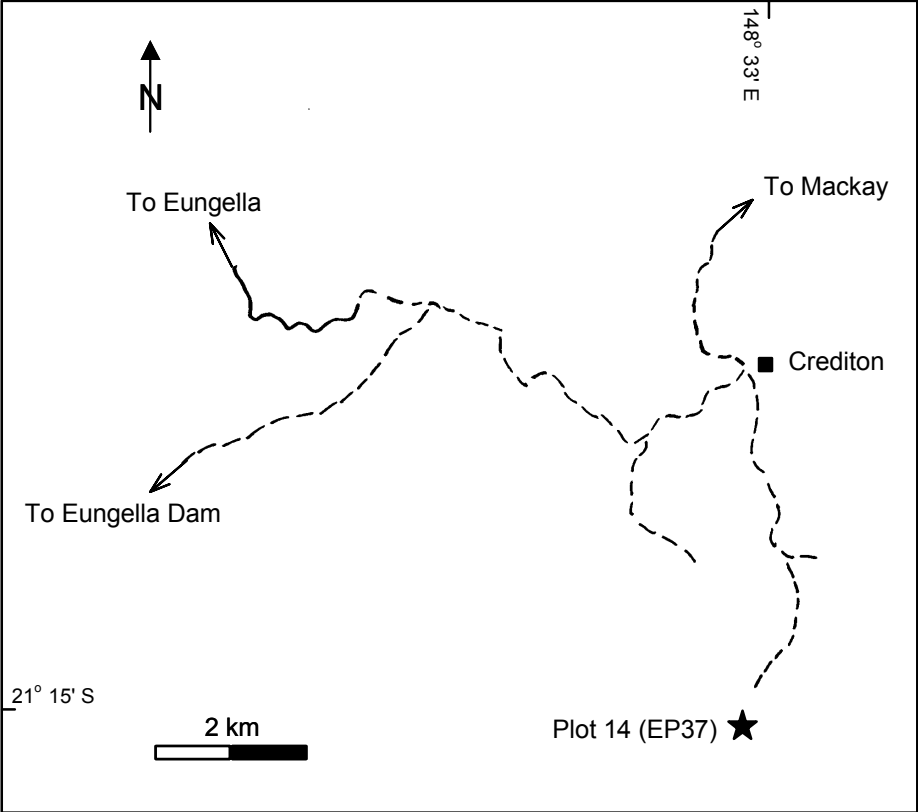 148° 33' E
N
To Mackay
To Eungella
Crediton
To Eungella Dam
21° 15' S
2 km
Plot 14 (EP37)